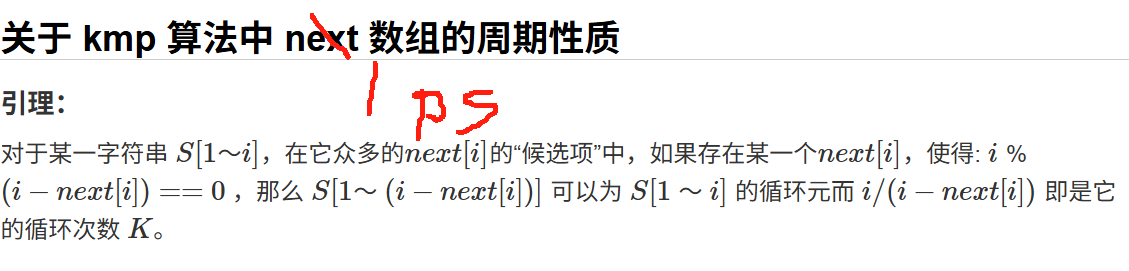 关于 kmp 算法中 next 数组的周期性质
lps
引理：
对于某一字符串 S[1～i]，在它众多的next[i]的“候选项”中，如果存在某一个next[i]，使得: i %
(i − next[i]) == 0 ，那么 S[1～ (i − next[i])] 可以为 S[1 ～ i] 的循环元而 i/(i − next[i]) 即是它
的循环次数 K。